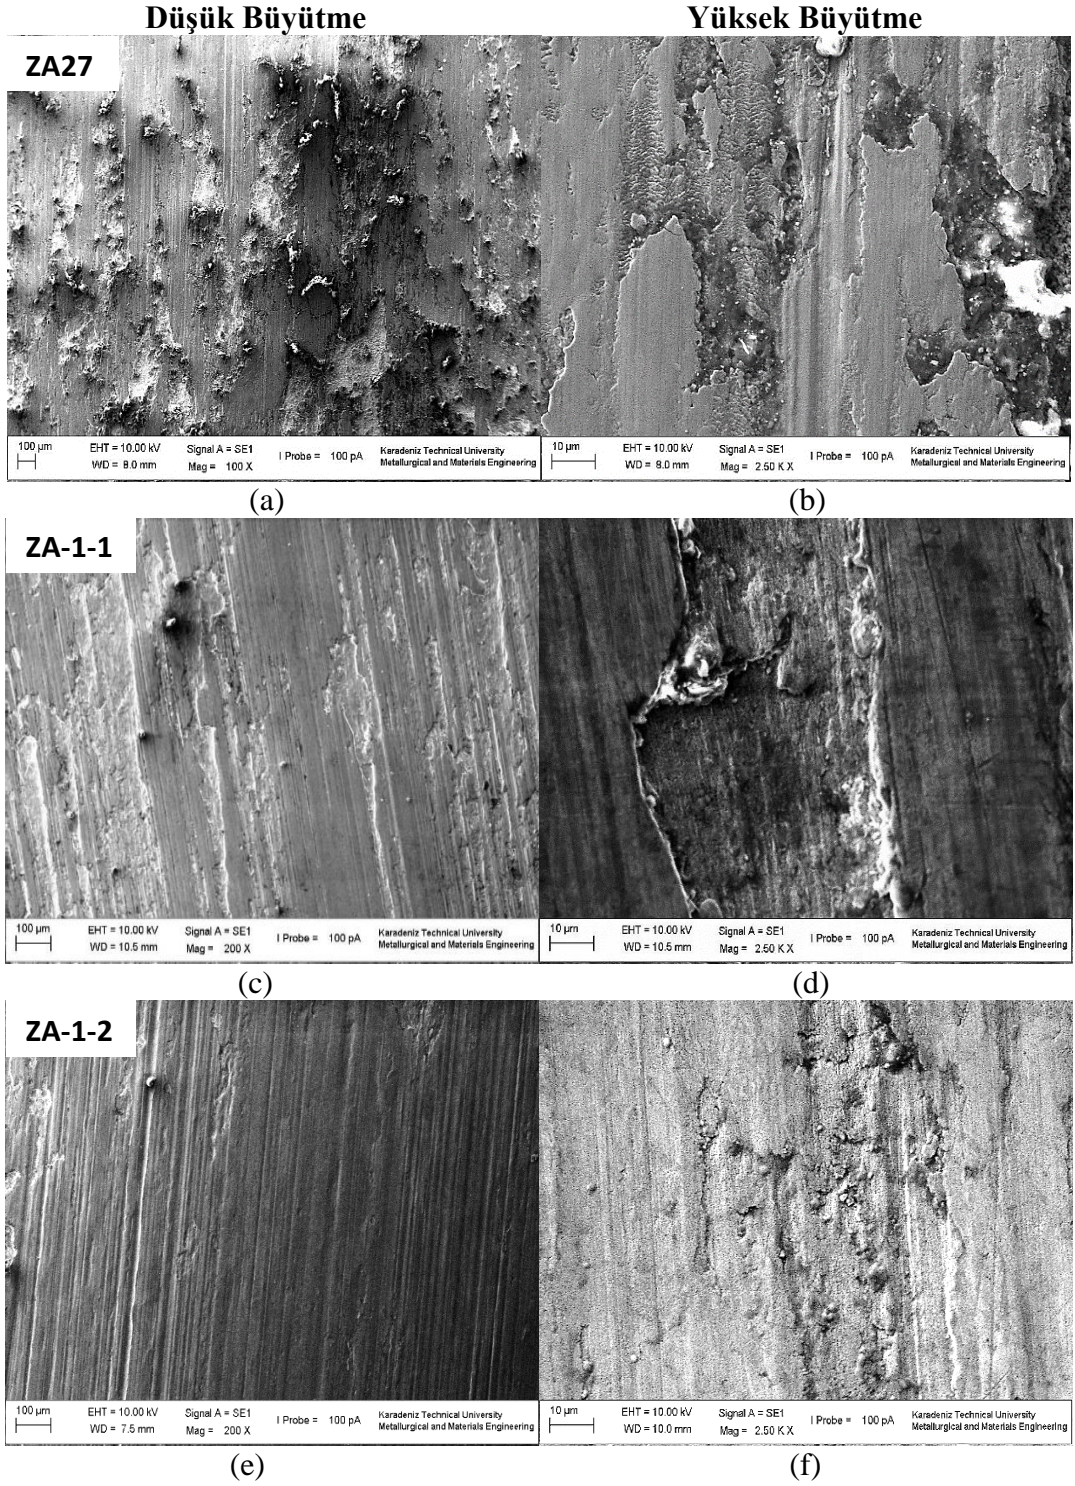 Düşük Büyütme
Yüksek Büyütme
ZA27
100 µm
EHT = 10.00 kV
WD = 8.0 mm
Signal A = SE1
Mag = 100 X
I Probe = 100 pA
Karadeniz Technical University
Metallurgical and Materials Engineering
10 µm
EHT = 10.00 kV
WD = 8.0 mm
Signal A = SE1
Mag = 2.50 K X
I Probe = 100 pA
Karadeniz Technical University
Metallurgical and Materials Engineering
(a)
(b)
ZA-1-1
100 µm
EHT = 10.00 kV
WD = 10.5 mm
Signal A = SE1
Mag = 200 X
I Probe = 100 pA
Karadeniz Technical University
Metallurgical and Materials Engineering
10 µm
EHT = 10.00 kV
WD = 10.5 mm
Signal A = SE1
Mag = 2.50 K X
I Probe = 100 pA
Karadeniz Technical University
Metallurgical and Materials Engineering
(c)
(d)
ZA-1-2
100 µm
EHT = 10.00 kV
WD = 7.5 mm
Signal A = SE1
Mag = 200 X
I Probe = 100 pA
Karadeniz Technical University
Metallurgical and Materials Engineering
10 µm
EHT = 10.00 kV
WD = 10.0 mm
Signal A = SE1
Mag = 2.50 K X
I Probe = 100 pA
Karadeniz Technical University
Metallurgical and Materials Engineering
(e)
(f)